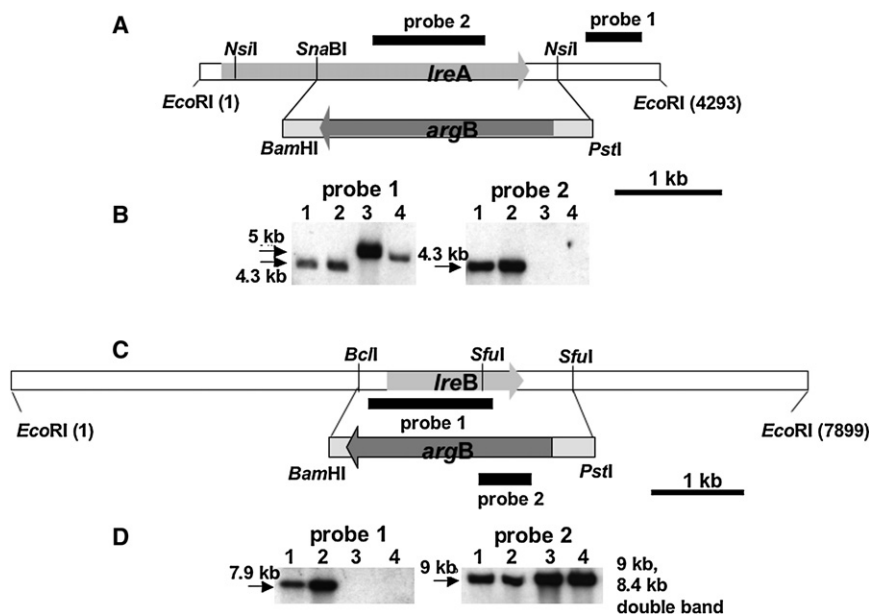 A
probe 2
probe 1
NsiI
SnaBI
NsiI
lreA
EcoRI (1)
EcoRI (4293)
argB
BamHI
PstI
1 kb
B
probe 1
probe 2
1 2 3 4
1 2 3 4
5 kb
4.3 kb
4.3 kb
C
BclI
SfuI
SfuI
lreB
EcoRI (1)
probe 1
EcoRI (7899)
argB
BamHI
PstI
probe 2
1 kb
D
probe 1
probe 2
1 2 3 4
1 2 3 4
7.9 kb
9 kb
9 kb,
8.4 kb
double band